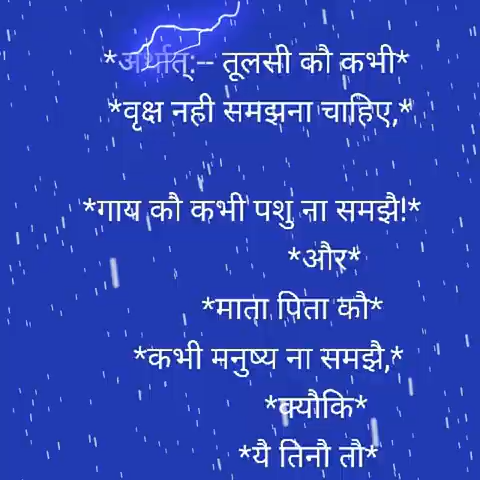 *अर्थात्:-- तूलसी कौ कभी*
*वृक्ष नही समझना चाहिए,*
*गाय कौ कभी पशु ना समझै!*
*और*
*माता पिता कौ*
*कभी मनुष्य ना समझै,*
*क्यौकि*
*यै तिनौ तौ*